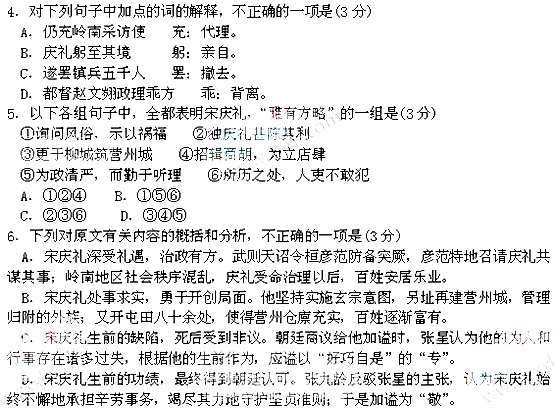 4．对下列句子中加点的词的解释，不正确的一项是(3分)
A．仍充岭南采访使 充：代理。
B．庆礼躬至其境 躬：亲自。
C．遂罢镇兵五千人 罢：撤去。
D．都督赵文翙政理乖方 乖：背离。
5．以下各组句子中，全都表明宋庆礼，“雅有方略”的一组是(3分)
①询问风俗，示以祸福 ②独庆礼甚陈其利
③更于柳城筑营州城 ④招辑商胡，为立店肆
⑤为政清严，而勤于听理 ⑥所历之处，人吏不敢犯
A．①②④ B．①⑤⑥
C．②③⑥ D．③④⑤
6．下列对原文有关内容的概括和分析，不正确的一项是(3分)
A．宋庆礼深受礼遇，治政有方。武则天诏令桓彦范防备突厥，彦范特地召请庆礼共
谋其事；岭南地区社会秩序混乱，庆礼受命治理以后，百姓安居乐业。
B．宋庆礼处事求实，勇于开创局面。他坚持实施玄宗意图，另址再建营州城，管理
归附的外族；又开屯田八十余处，使得营州仓廪充实，百姓逐渐富有。
C．宋庆礼生前的缺陷，死后受到非议。朝廷商议给他加谥时，张星认为他的为人和
行事存在诸多过失，根据他的生前作为，应谥以“好巧自是”的“专”。
D．宋庆礼生前的功绩，最终得到朝廷认可。张九龄反驳张星的主张，认为宋庆礼始
终不懈地承担辛劳事务，竭尽其力地守护坚贞准则；于是加谥为“敬”。